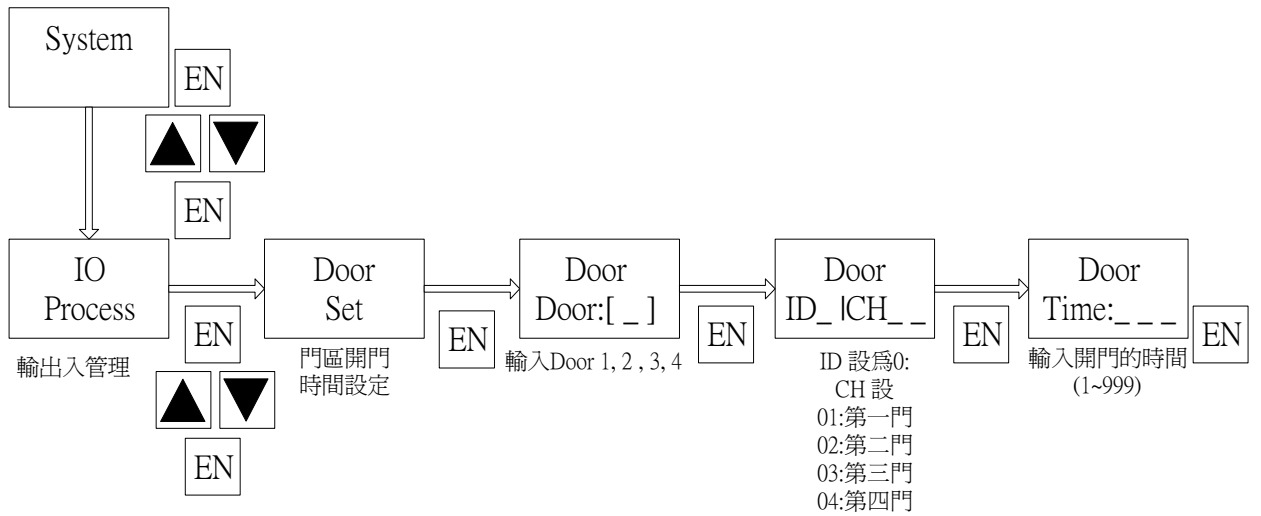 System
EN
EN
IO
Process
輸出入管理
EN
EN
Door
Set
門區開門
時間設定
EN
Door
Door:[ _ ]
輸入Door 1, 2 , 3, 4
EN
Door
ID_ |CH_ _
ID 設為0:
CH 設
01:第一門
02:第二門
03:第三門
04:第四門
EN
Door
Time:_ _ _
輸入開門的時間
(1~999)
EN